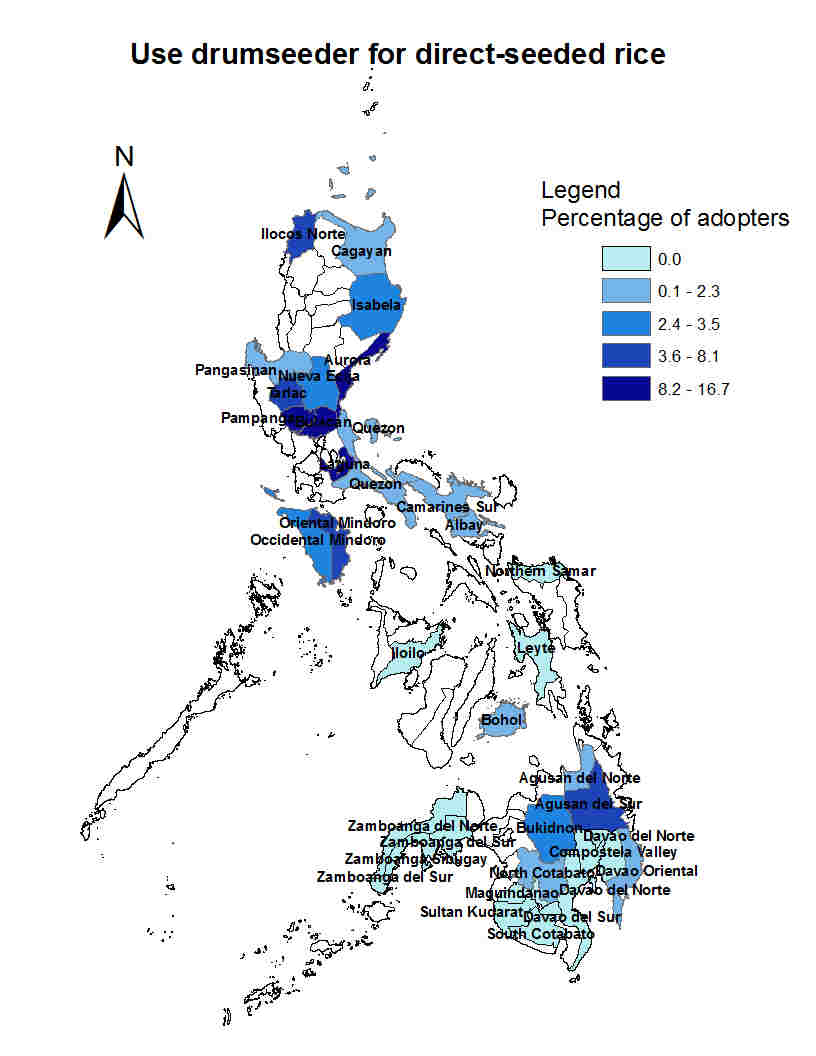 Use drumseeder for direct-seeded rice
N
Legend
Percentage of adopters
0.0
0.1 - 2.3
2.4 - 3.5
3.6 - 8.1
8.2 - 16.7
Ilocos Norte
Cagayan
Isabela
Aurora
Pangasinan
Nueva Ecija
Tarlac
Pampanga
Bulacan
Quezon
Laguna
Quezon
Camarines Sur
Albay
Oriental Mindoro
Occidental Mindoro
Northern Samar
Iloilo
Leyte
Bohol
Agusan del Norte
Agusan del Sur
Zamboanga del Norte
Bukidnon
Davao del Norte
Zamboanga del Sur
Compostela Valley
Zamboanga Sibugay
North Cotabato
Davao Oriental
Zamboanga del Sur
Maguindanao
Davao del Norte
Sultan Kudarat
Davao del Sur
South Cotabato